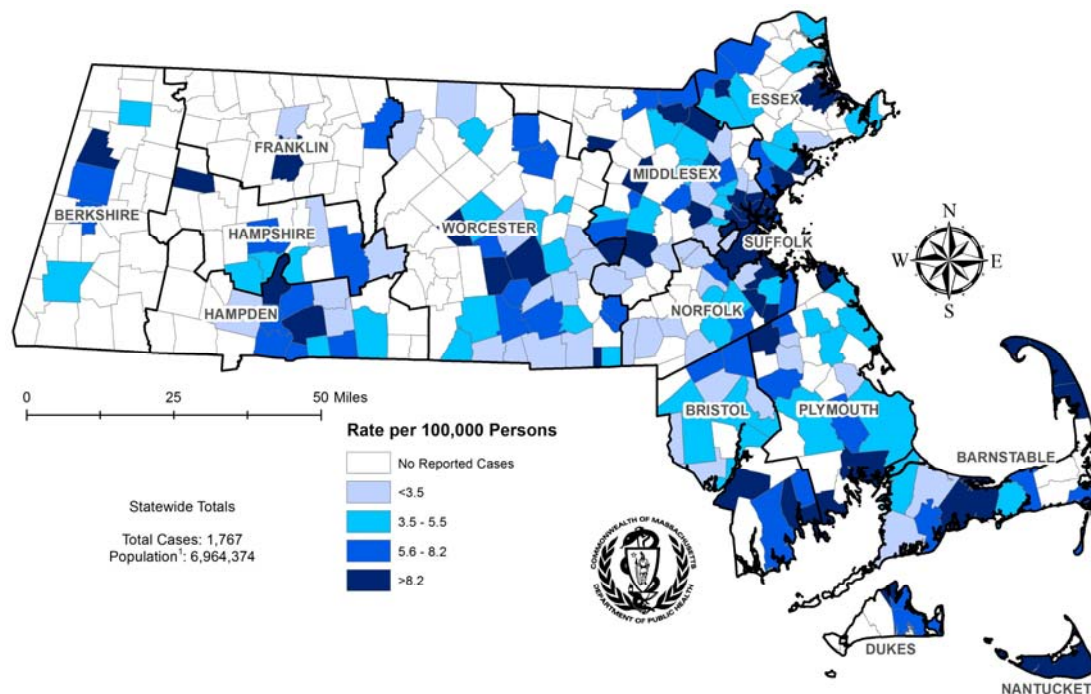 ESSEX
FRANKLIN
MIDDLESEX
BERKSHIRE
HAMPSHIRE
WORCESTER
SUFFOLK
N
W E
S
HAMPDEN
NORFOLK
0 25 50 Miles
BRISTOL
PLYMOUTH
BARNSTABLE
Rate per 100,000 Persons
No Reported Cases
<3.5
3.5 - 5.5
5.6 - 8.2
>8.2
Statewide Totals
Total Cases: 1,767
Population¹: 6,964,374
COMMONWEALTH OF MASSACHUSETTS
DEPARTMENT OF PUBLIC HEALTH
DUKES
NANTUCKET